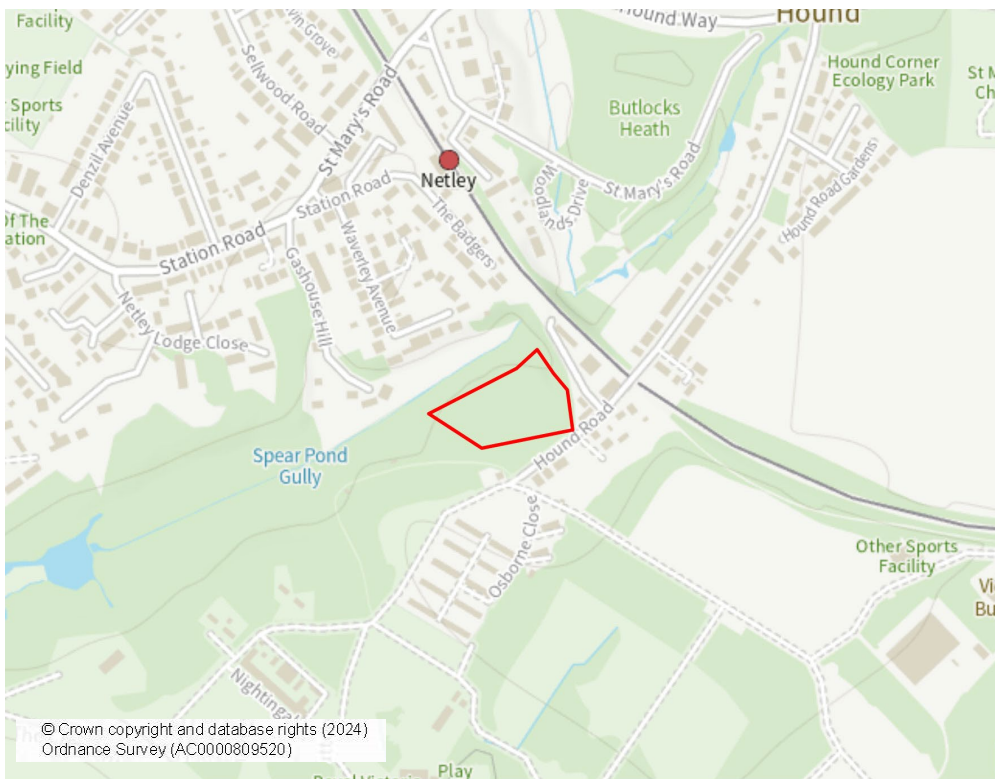 Facility
Hound Way
Hound
Sellwood Road
St Mary's Road
ying Field
Hound Corner
Ecology Park
St M
Ch
Sports
cility
Denzil Avenue
Butlocks
Heath
Netley
Station Road
The Badgers
Woodlands Drive
St Mary's Road
Hound Road Gardens
Of The
ation
Station Road
Waverley Avenue
Gashouse Hill
Netley Lodge Close
Hound Road
Spear Pond
Gully
Osborne Close
Other Sports
Facility
Vi
Bu
© Crown copyright and database rights (2024)
Ordnance Survey (AC0000809520)
Play